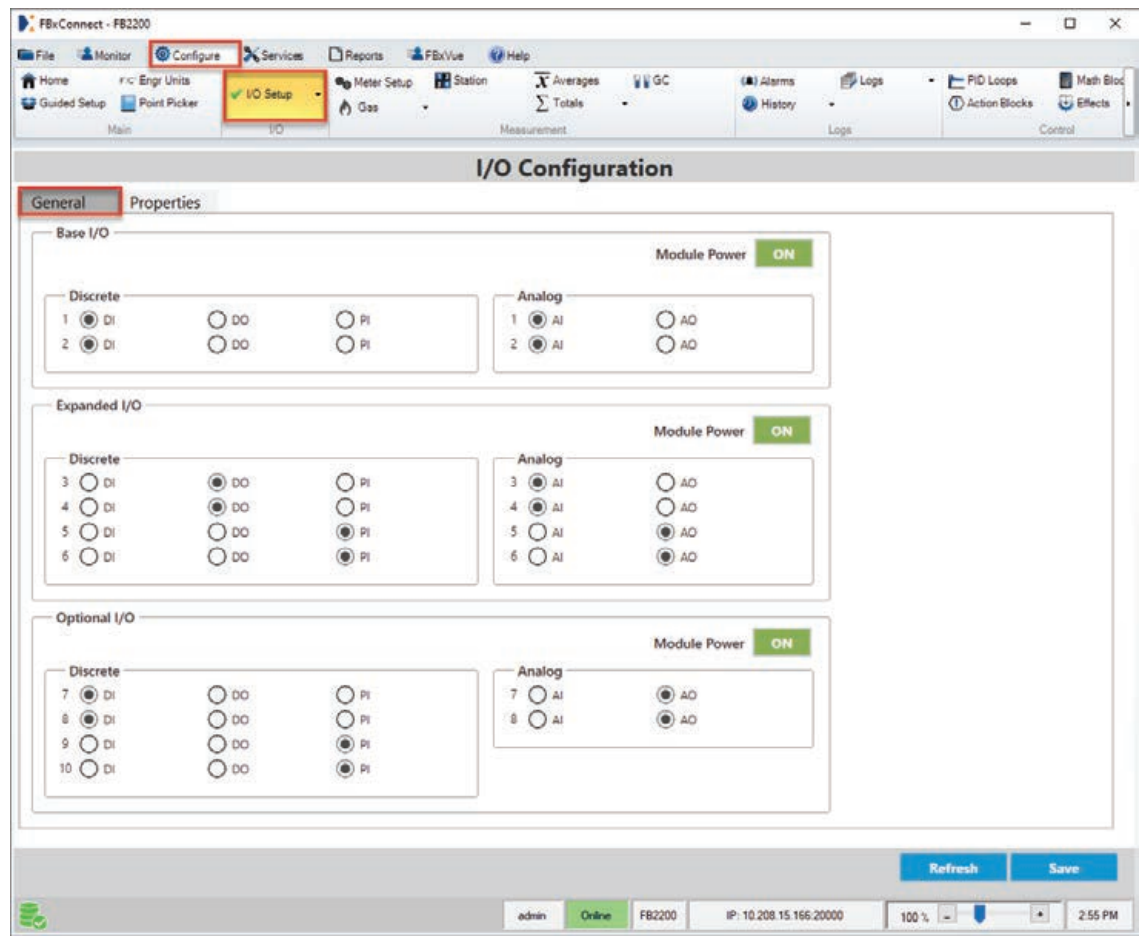 FBxConnect - FB2200
File Monitor Configure Services Reports FBxVue Help
Home Engr Units I/O Setup Meter Setup Station Averages GC Alarms Logs PID Loops Math Bloc
Guided Setup Point Picker Gas Totals History Action Blocks Effects
Main I/O Measurement Logs Control
I/O Configuration
General Properties
Base I/O
Module Power ON
Discrete Analog
1 DI DO PI 1 AI AO
2 DI DO PI 2 AI AO
Expanded I/O
Module Power ON
Discrete Analog
3 DI DO PI 3 AI AO
4 DI DO PI 4 AI AO
5 DI DO PI 5 AI AO
6 DI DO PI 6 AI AO
Optional I/O
Module Power ON
Discrete Analog
7 DI DO PI 7 AI AO
8 DI DO PI 8 AI AO
9 DI DO PI
10 DI DO PI
Refresh Save
admin Online FB2200 IP: 10.208.15.166:20000 100 % - + 2:55 PM